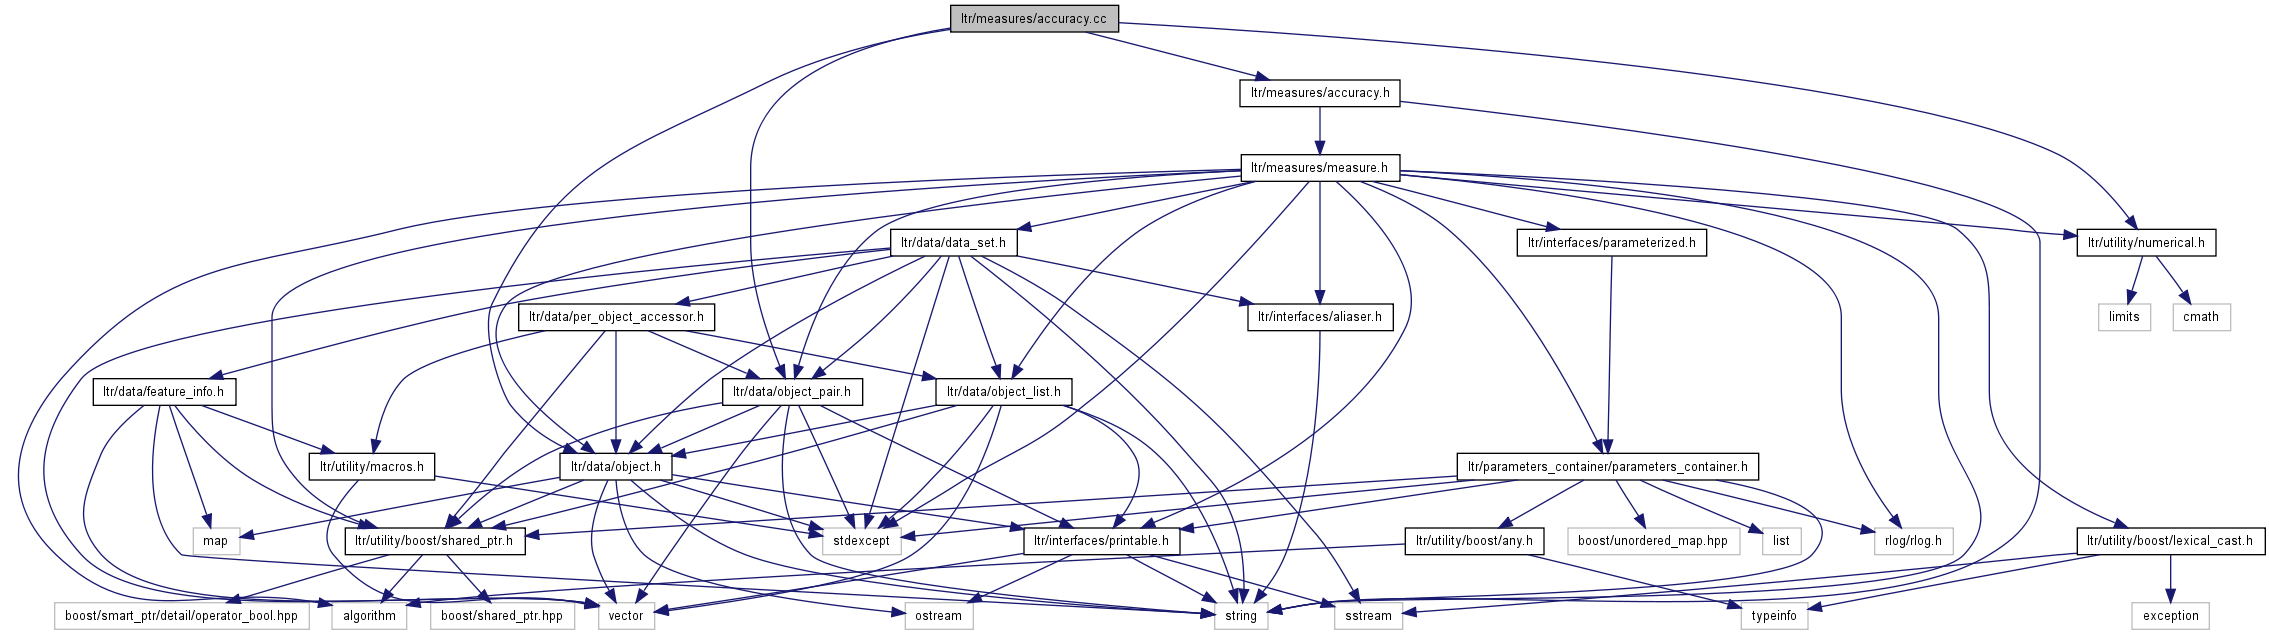 ltr/measures/accuracy.cc
ltr/measures/accuracy.h
ltr/measures/measure.h
ltr/data/data_set.h
ltr/interfaces/parameterized.h
ltr/utility/numerical.h
ltr/data/per_object_accessor.h
ltr/interfaces/aliaser.h
limits
cmath
ltr/data/feature_info.h
ltr/data/object_pair.h
ltr/data/object_list.h
ltr/utility/macros.h
ltr/data/object.h
ltr/parameters_container/parameters_container.h
map
ltr/utility/boost/shared_ptr.h
stdexcept
ltr/interfaces/printable.h
ltr/utility/boost/any.h
boost/unordered_map.hpp
list
rlog/rlog.h
ltr/utility/boost/lexical_cast.h
boost/smart_ptr/detail/operator_bool.hpp
algorithm
boost/shared_ptr.hpp
vector
ostream
string
sstream
typeinfo
exception